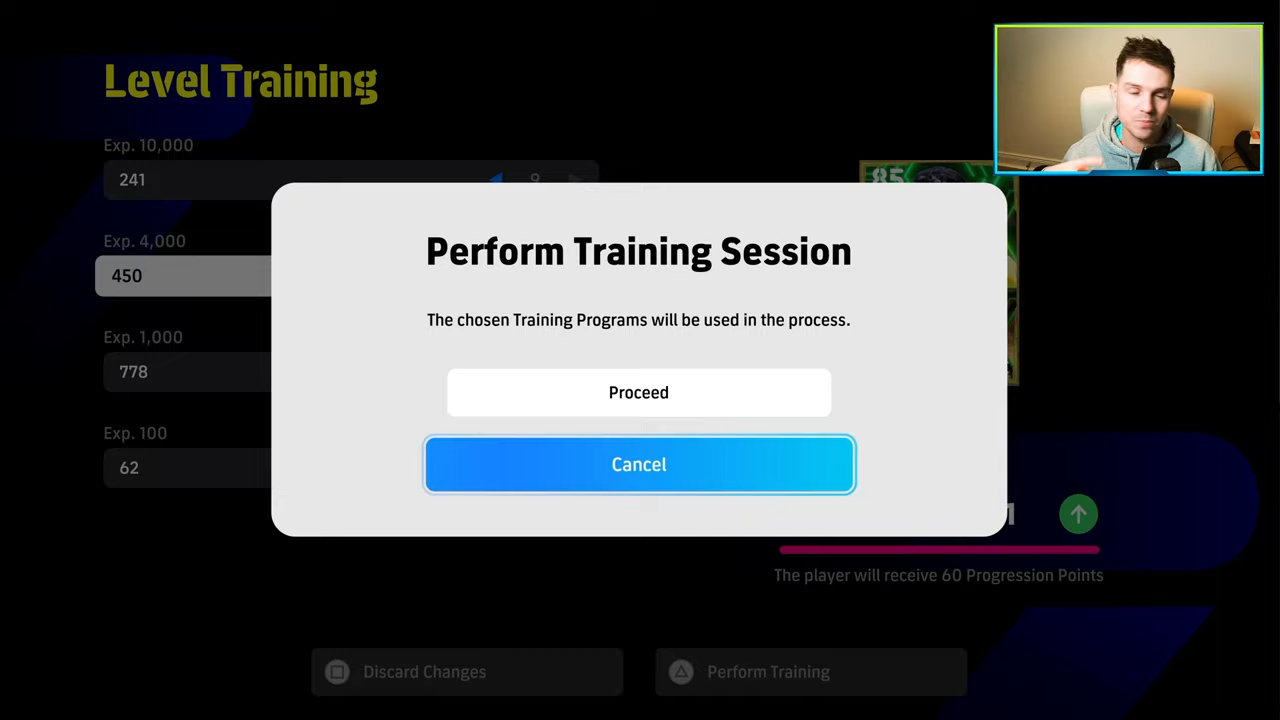 Level Training
Exp. 10,000
241
9
85
Exp. 4,000
450
Exp. 1,000
778
Exp. 100
62
Perform Training Session
The chosen Training Programs will be used in the process.
Proceed
Cancel
The player will receive 60 Progression Points
Discard Changes
Perform Training